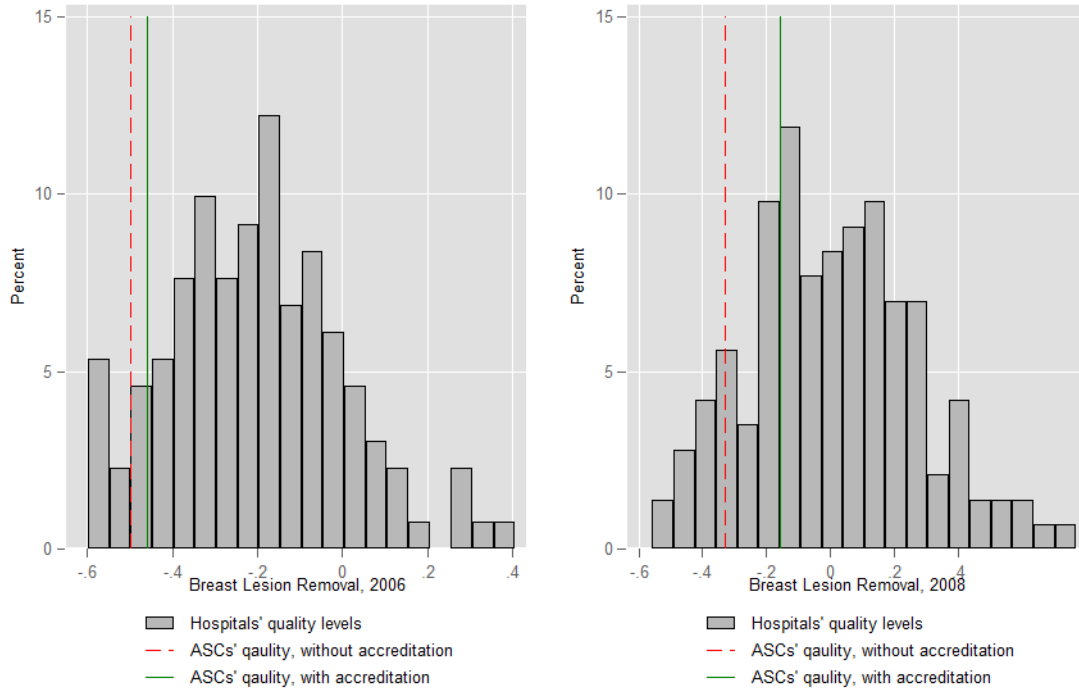 15
10
5
0
Percent
-.6
-.4
-.2
0
.2
.4
Breast Lesion Removal, 2006
Hospitals' quality levels
ASCs' qaulity, without accreditation
ASCs' qaulity, with accreditation
15
10
5
0
Percent
-.6
-.4
-.2
0
.2
.4
Breast Lesion Removal, 2008
Hospitals' quality levels
ASCs' qaulity, without accreditation
ASCs' qaulity, with accreditation